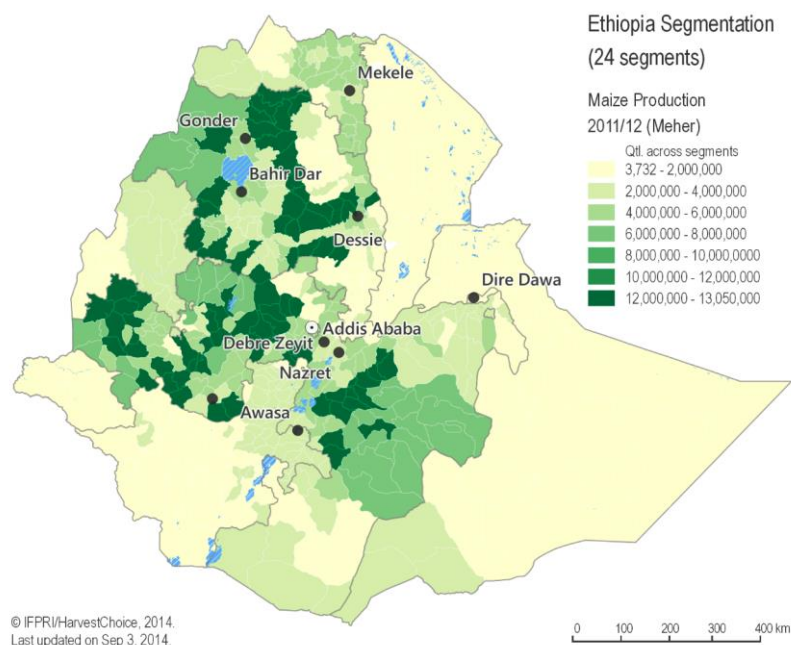 Ethiopia Segmentation
(24 segments)
Maize Production
2011/12 (Meher)
Qtl. across segments
3,732 - 2,000,000
2,000,000 - 4,000,000
4,000,000 - 6,000,000
6,000,000 - 8,000,000
8,000,000 - 10,000,0000
10,000,000 - 12,000,000
12,000,000 - 13,050,000
Mekele
Gonder
Bahir Dar
Dessie
Dire Dawa
Addis Ababa
Debre Zeyit
Nazret
Awasa
© IFPRI/HarvestChoice, 2014.
Last updated on Sep 3, 2014.
0 100 200 300 400 km